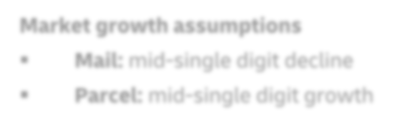 Market growth assumptions
▪ Mail: mid-single digit decline
▪ Parcel: mid-single digit growth